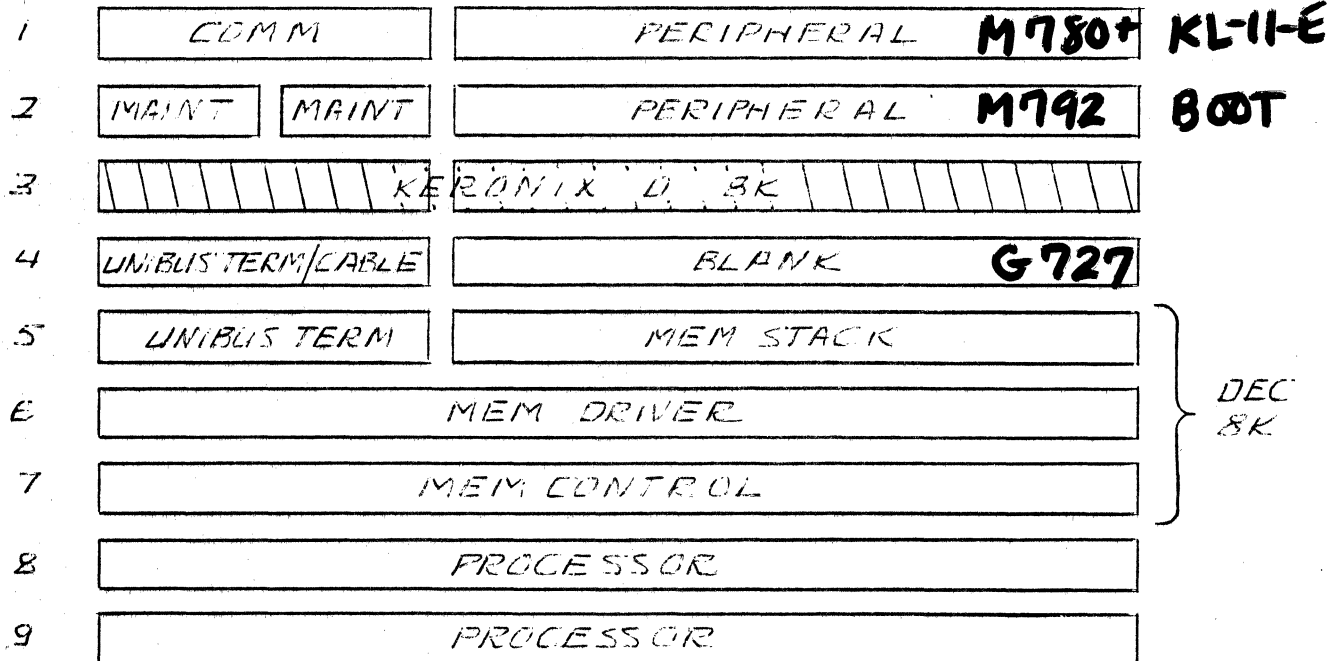 1 COMM PERIPHERAL M780+ KL-11-E
2 MAINT MAINT PERIPHERAL M792 BOOT
3 KERONIX D 8K
4 UNIBUS TERM/CABLE BLANK G727
5 UNIBUS TERM MEM STACK
6 MEM DRIVER
DEC
8K
7 MEM CONTROL
8 PROCESSOR
9 PROCESSOR